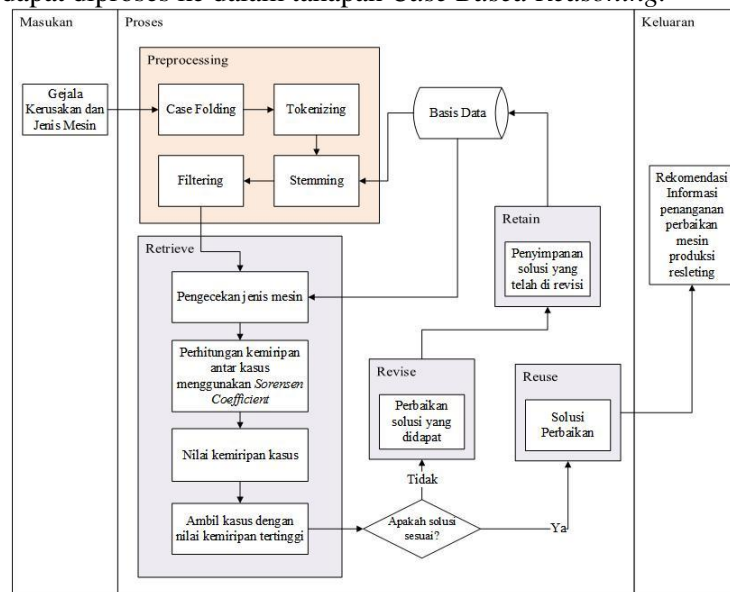 dapat diproses ke dalam tahapan Case Based Reasoning.
Masukan
Proses
Keluaran
Preprocessing
Gejala
Kerusakan dan
Jenis Mesin
Case Folding
Tokenizing
Basis Data
Filtering
Stemming
Rekomendasi
Informasi
penanganan
perbaikan
mesin
produksi
resleting
Retain
Penyimpanan
solusi yang
telah di revisi
Retrieve
Pengecekan jenis mesin
Perhitungan kemiripan
antar kasus
menggunakan Sorensen
Coefficient
Revise
Perbaikan
solusi yang
didapat
Reuse
Solusi
Perbaikan
Nilai kemiripan kasus
Tidak
Ambil kasus dengan
nilai kemiripan tertinggi
Apakah solusi
sesuai?
Ya